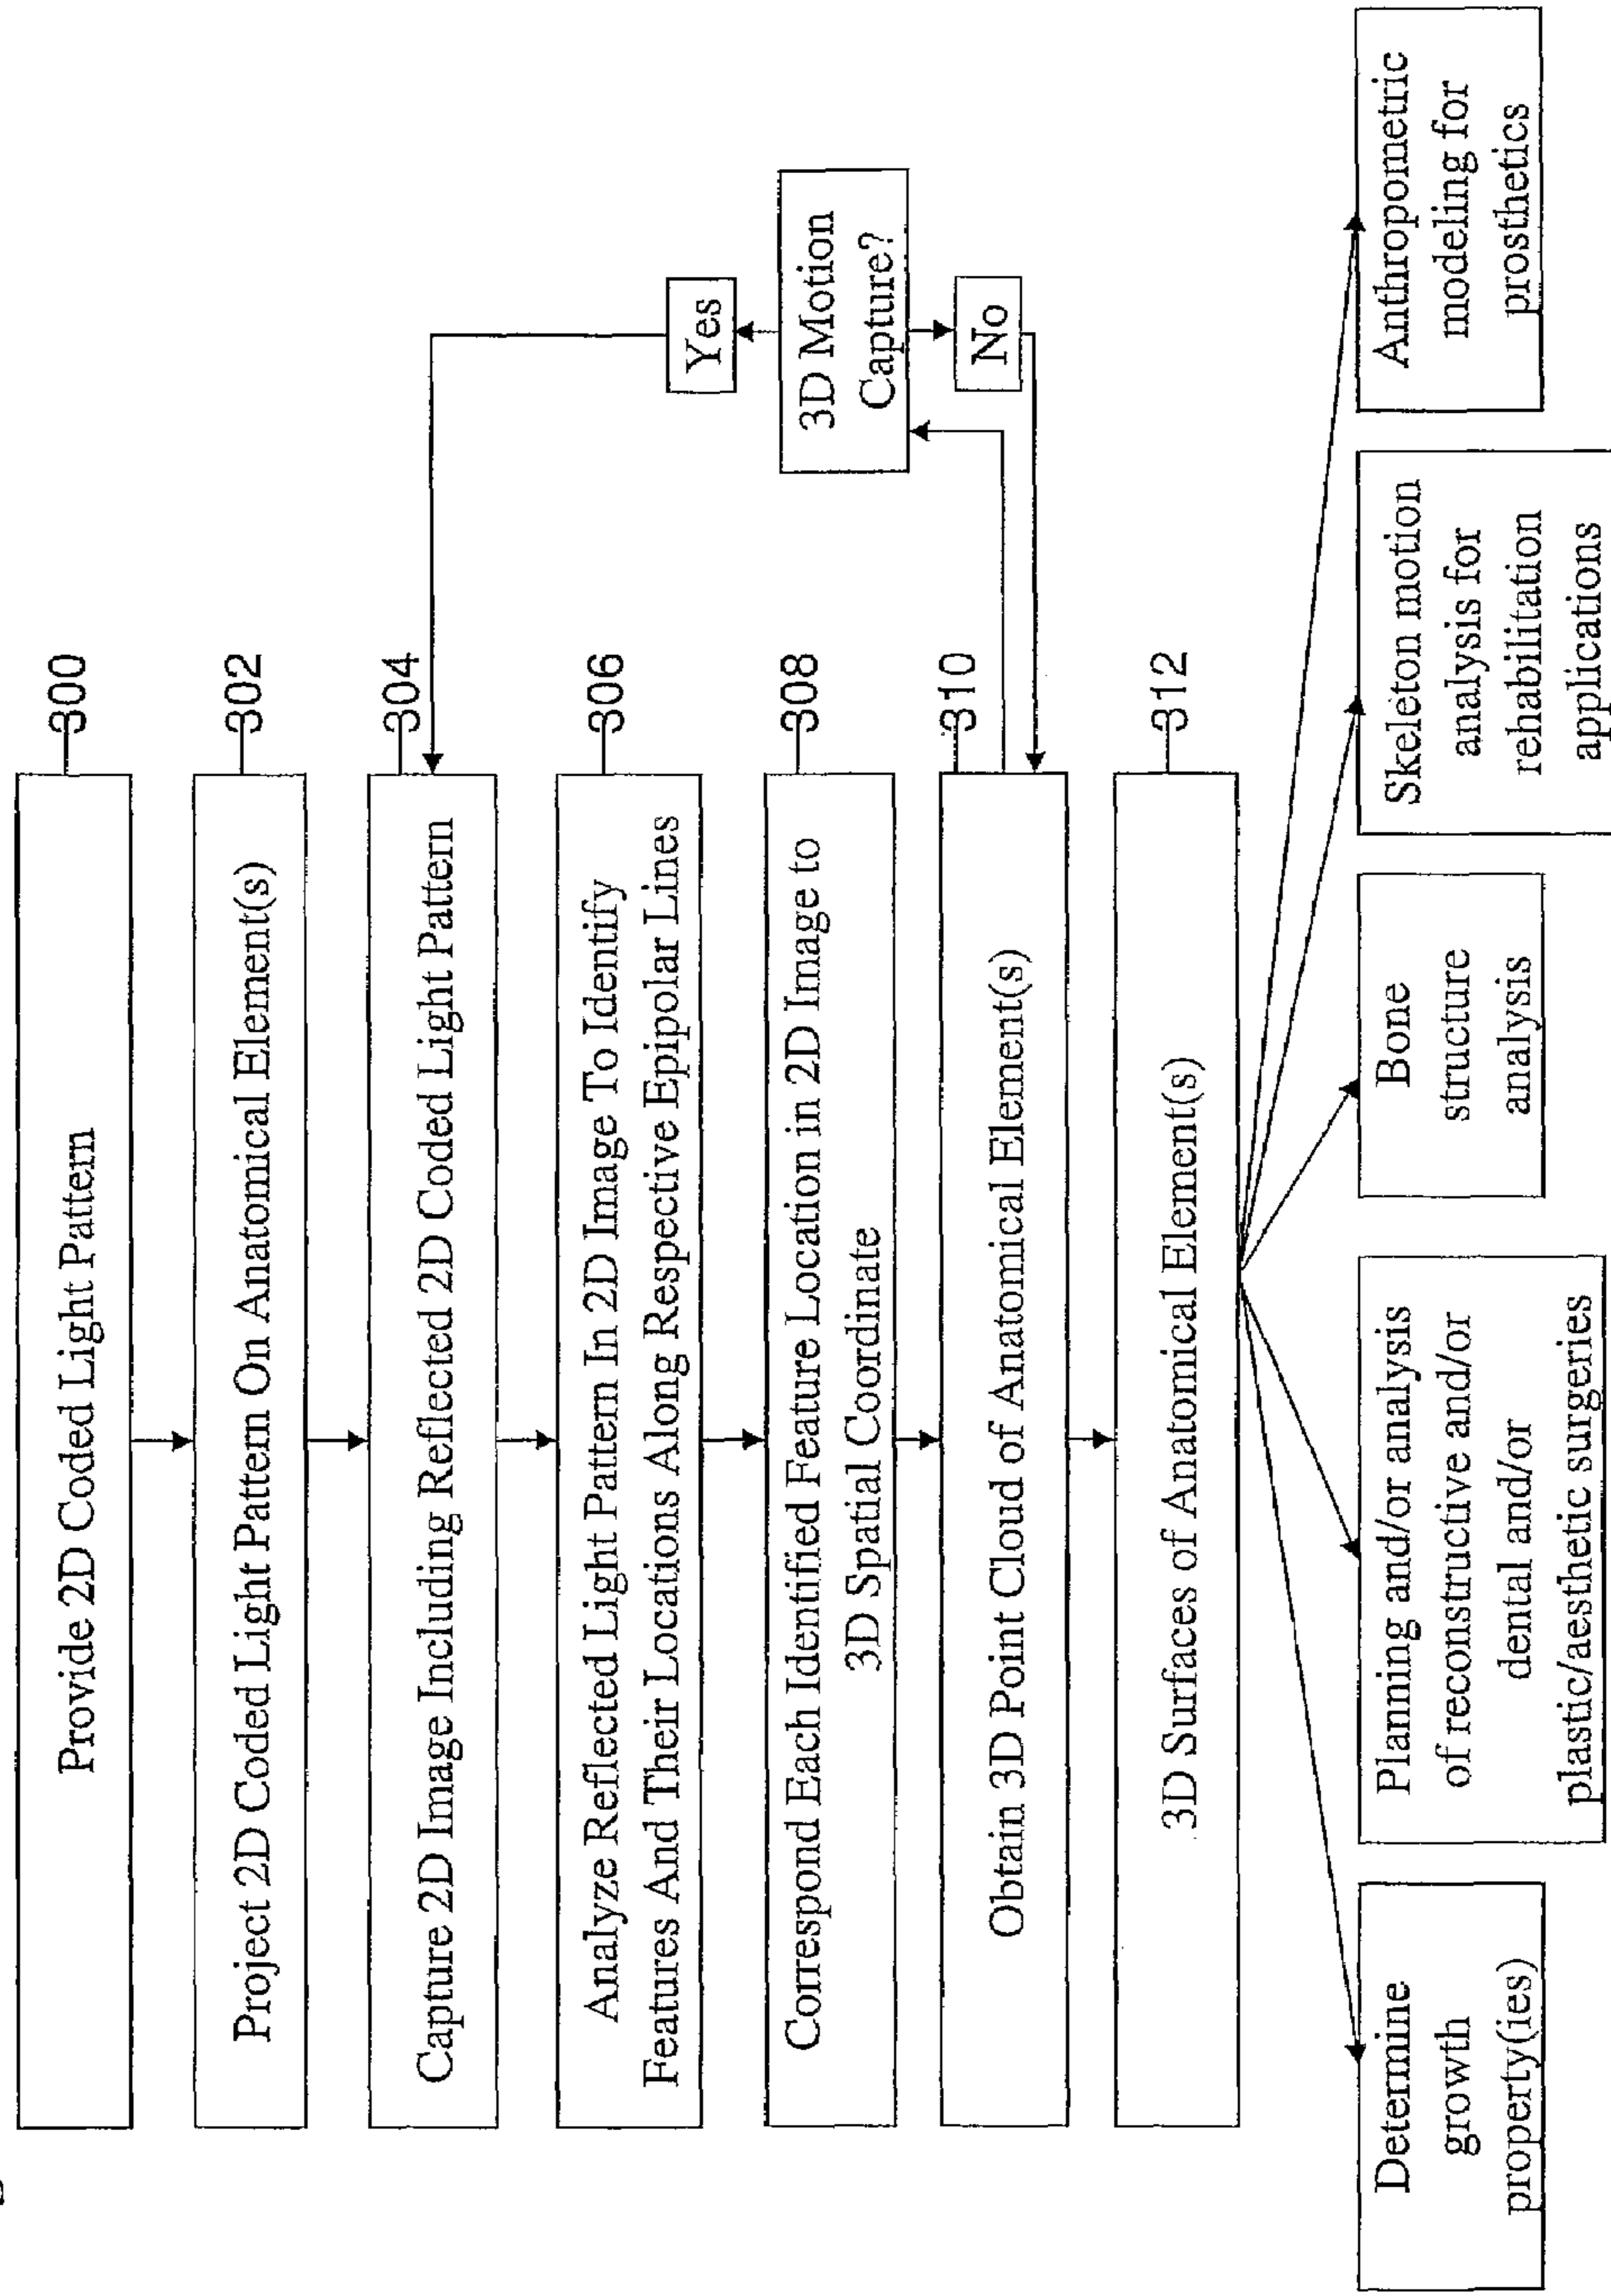 Provide 2D Coded Light Pattern
300
Project 2D Coded Light Pattern On Anatomical Element(s)
302
Capture 2D Image Including Reflected 2D Coded Light Pattern
304
Analyze Reflected Light Pattern In 2D Image To Identify
Features And Their Locations Along Respective Epipolar Lines
306
Yes
3D Motion
Capture?
No
Correspond Each Identified Feature Location in 2D Image to
3D Spatial Coordinate
308
Obtain 3D Point Cloud of Anatomical Element(s)
310
3D Surfaces of Anatomical Element(s)
312
Determine
growth
property(ies)
Planning and/or analysis
of reconstructive and/or
dental and/or
plastic/aesthetic surgeries
Bone
structure
analysis
Skeleton motion
analysis for
rehabilitation
applications
Anthropometric
modeling for
prosthetics